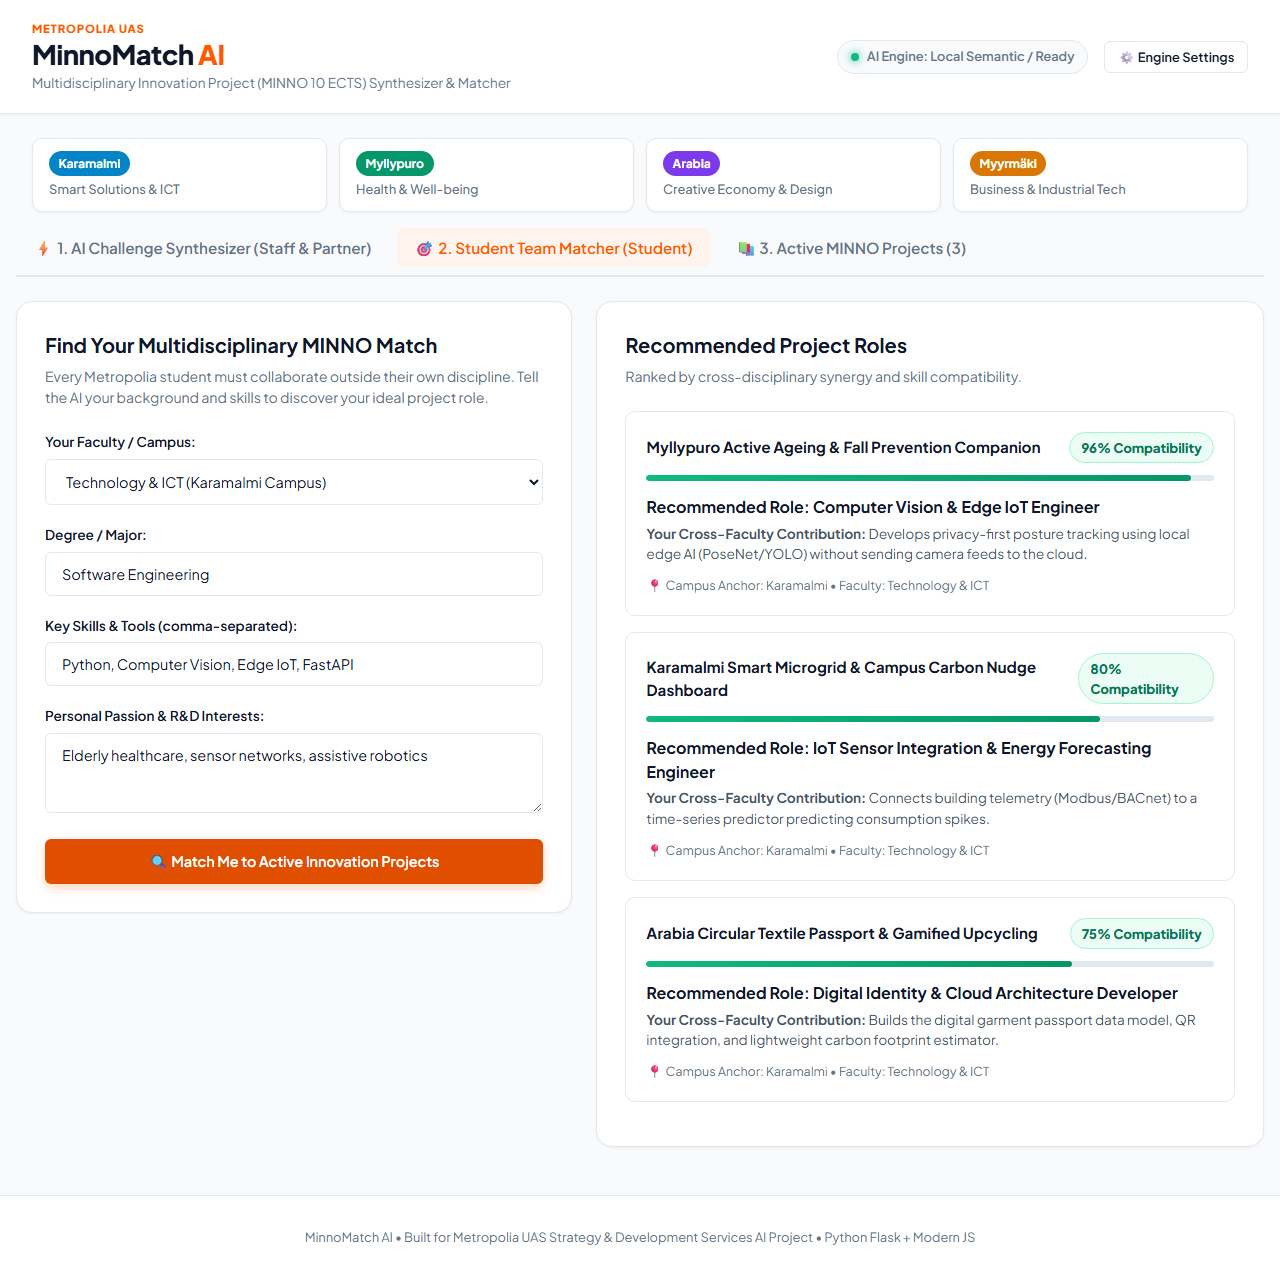 METROPOLIA UAS
MinnoMatch AI
Multidisciplinary Innovation Project (MINNO 10 ECTS) Synthesizer & Matcher
AI Engine: Local Semantic / Ready
Engine Settings
Karamalmi
Smart Solutions & ICT
Myllypuro
Health & Well-being
Arabia
Creative Economy & Design
Myyrmäki
Business & Industrial Tech
1. AI Challenge Synthesizer (Staff & Partner)
2. Student Team Matcher (Student)
3. Active MINNO Projects (3)
Find Your Multidisciplinary MINNO Match
Every Metropolia student must collaborate outside their own discipline. Tell
the AI your background and skills to discover your ideal project role.
Your Faculty / Campus:
Technology & ICT (Karamalmi Campus)
Degree / Major:
Software Engineering
Key Skills & Tools (comma-separated):
Python, Computer Vision, Edge IoT, FastAPI
Personal Passion & R&D Interests:
Elderly healthcare, sensor networks, assistive robotics
Match Me to Active Innovation Projects
Recommended Project Roles
Ranked by cross-disciplinary synergy and skill compatibility.
Myllypuro Active Ageing & Fall Prevention Companion
96% Compatibility
Recommended Role: Computer Vision & Edge IoT Engineer
Your Cross-Faculty Contribution: Develops privacy-first posture tracking using local
edge AI (PoseNet/YOLO) without sending camera feeds to the cloud.
Campus Anchor: Karamalmi • Faculty: Technology & ICT
Karamalmi Smart Microgrid & Campus Carbon Nudge
Dashboard
80%
Compatibility
Recommended Role: IoT Sensor Integration & Energy Forecasting
Engineer
Your Cross-Faculty Contribution: Connects building telemetry (Modbus/BACnet) to a
time-series predictor predicting consumption spikes.
Campus Anchor: Karamalmi • Faculty: Technology & ICT
Arabia Circular Textile Passport & Gamified Upcycling
75% Compatibility
Recommended Role: Digital Identity & Cloud Architecture Developer
Your Cross-Faculty Contribution: Builds the digital garment passport data model, QR
integration, and lightweight carbon footprint estimator.
Campus Anchor: Karamalmi • Faculty: Technology & ICT
MinnoMatch AI • Built for Metropolia UAS Strategy & Development Services AI Project • Python Flask + Modern JS